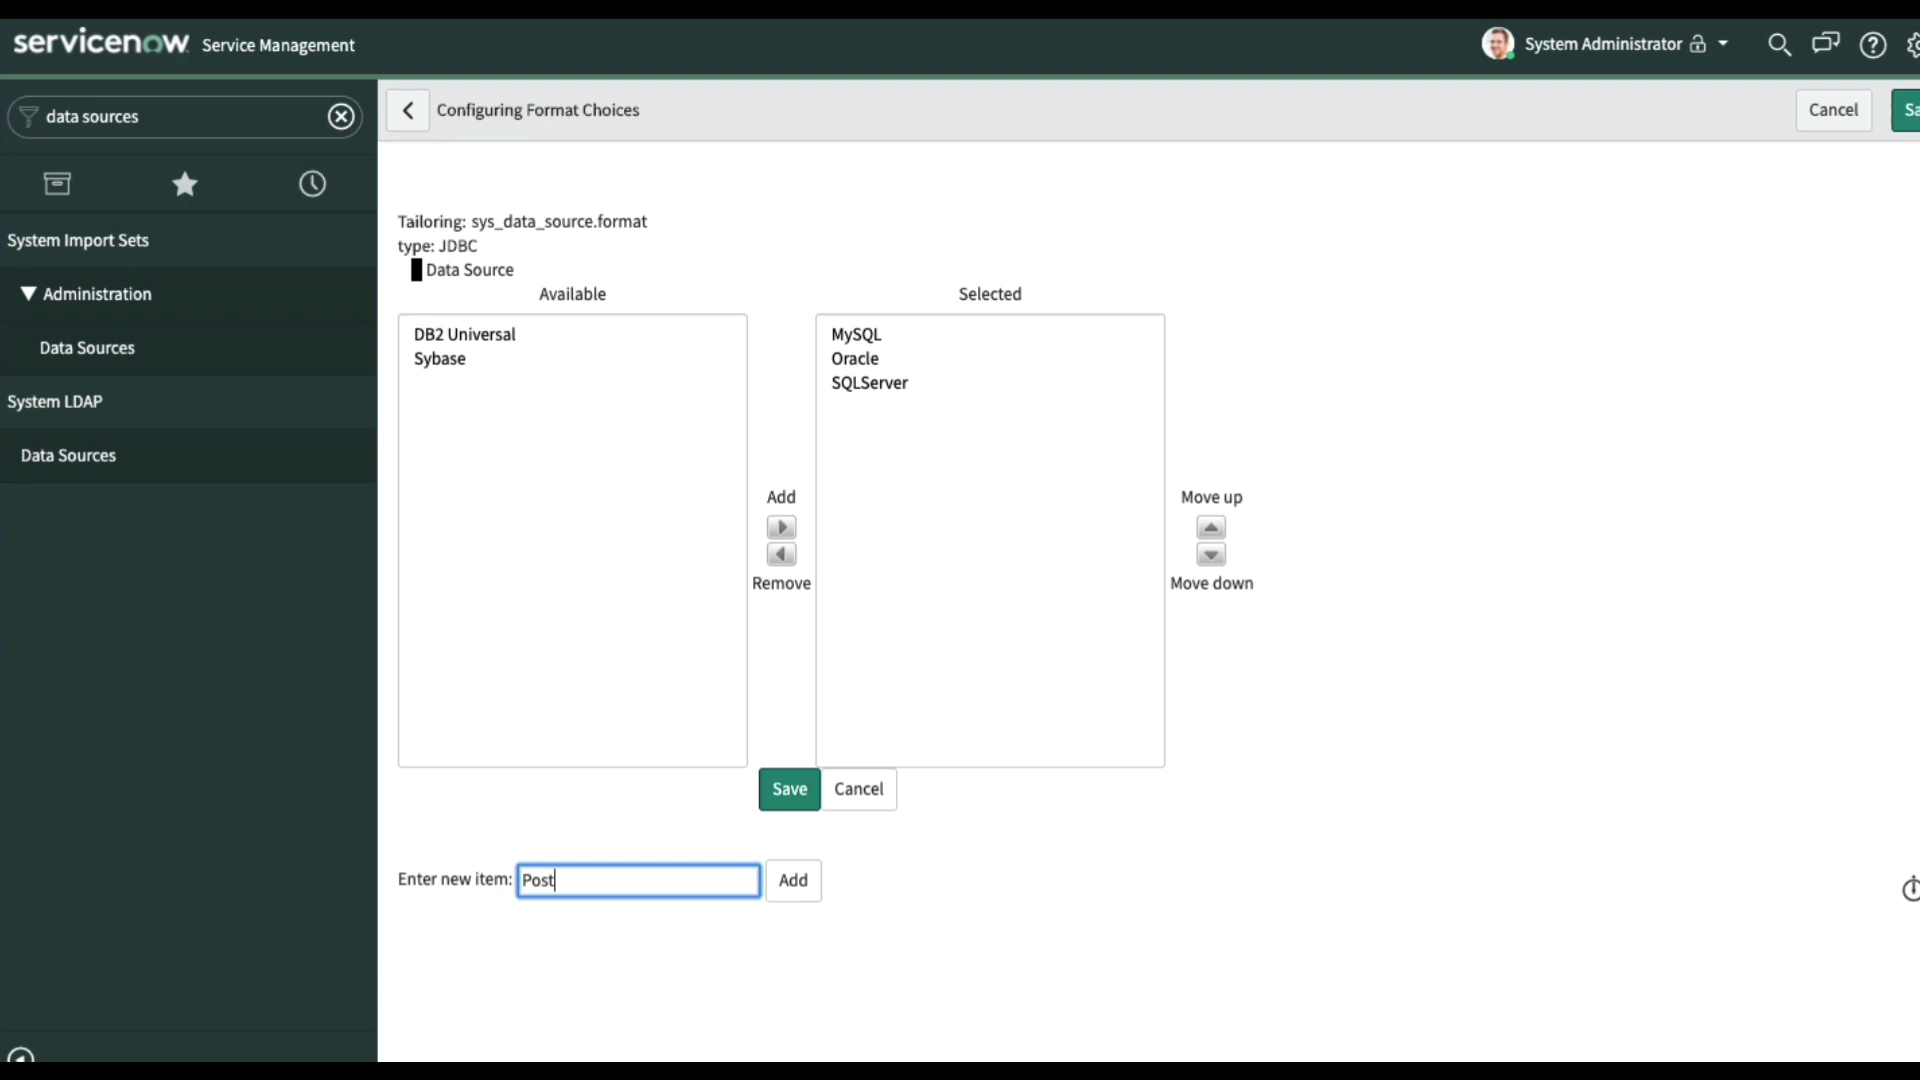 servicenow Service Management
System Administrator
data sources
Configuring Format Choices
Cancel
System Import Sets
Administration
Data Sources
System LDAP
Data Sources
Tailoring: sys_data_source.format
type: JDBC
Data Source
Available
Selected
DB2 Universal
Sybase
MySQL
Oracle
SQLServer
Add
Remove
Move up
Move down
Save
Cancel
Enter new item: Post
Add